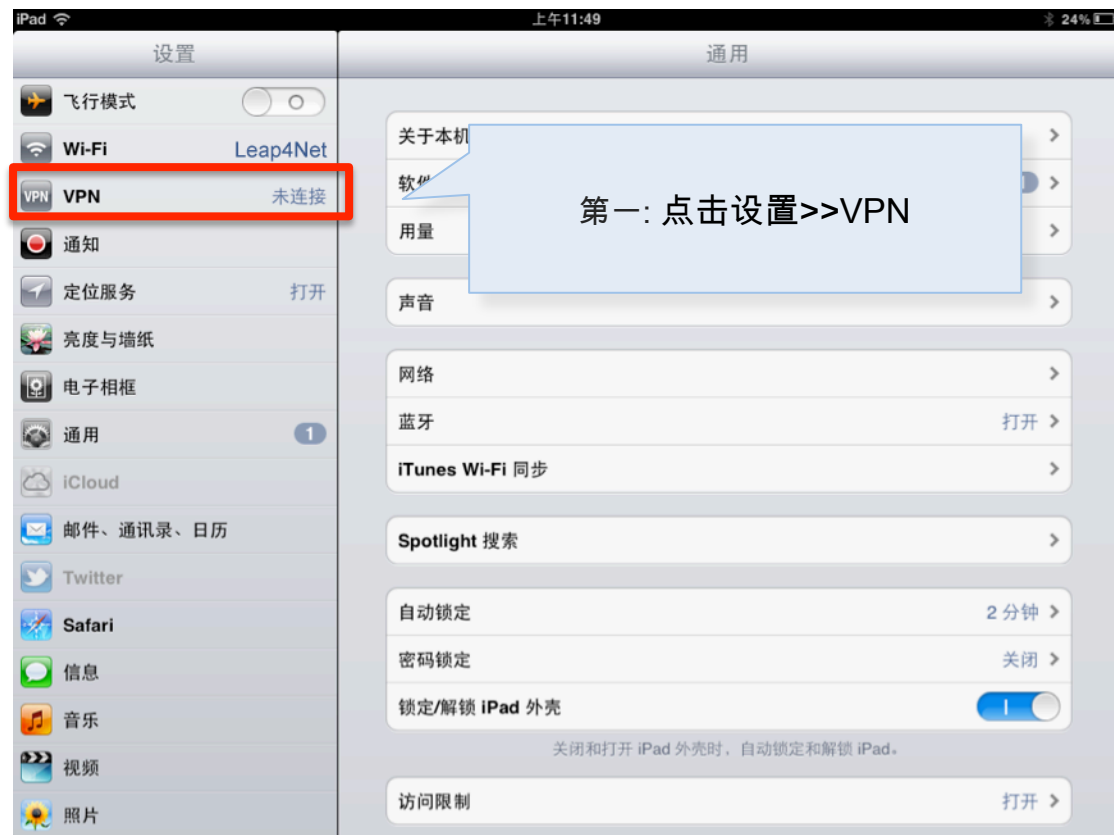 iPad 上午11:49 24%
设置
通用
飞行模式
Wi-Fi Leap4Net
VPN VPN 未连接
通知
定位服务 打开
亮度与墙纸
电子相框
通用 1
iCloud
邮件、通讯录、日历
Twitter
Safari
信息
音乐
视频
照片
关于本机
软件
用量
声音
网络
蓝牙 打开
iTunes Wi-Fi 同步
Spotlight 搜索
自动锁定 2 分钟
密码锁定 关闭
锁定/解锁 iPad 外壳
关闭和打开 iPad 外壳时，自动锁定和解锁 iPad。
访问限制 打开
第一: 点击设置>>VPN